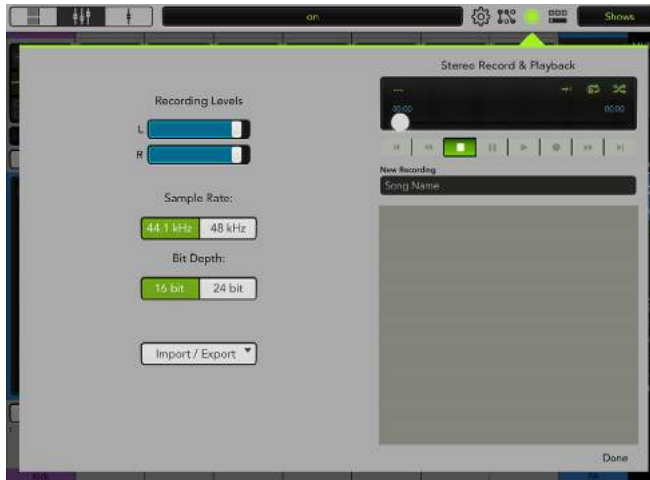 on
Shows
Stereo Record & Playback
---
00:00
00:00
Recording Levels
L
R
New Recording
Song Name
Sample Rate:
44.1 kHz
48 kHz
Bit Depth:
16 bit
24 bit
Import / Export
Done
Kick